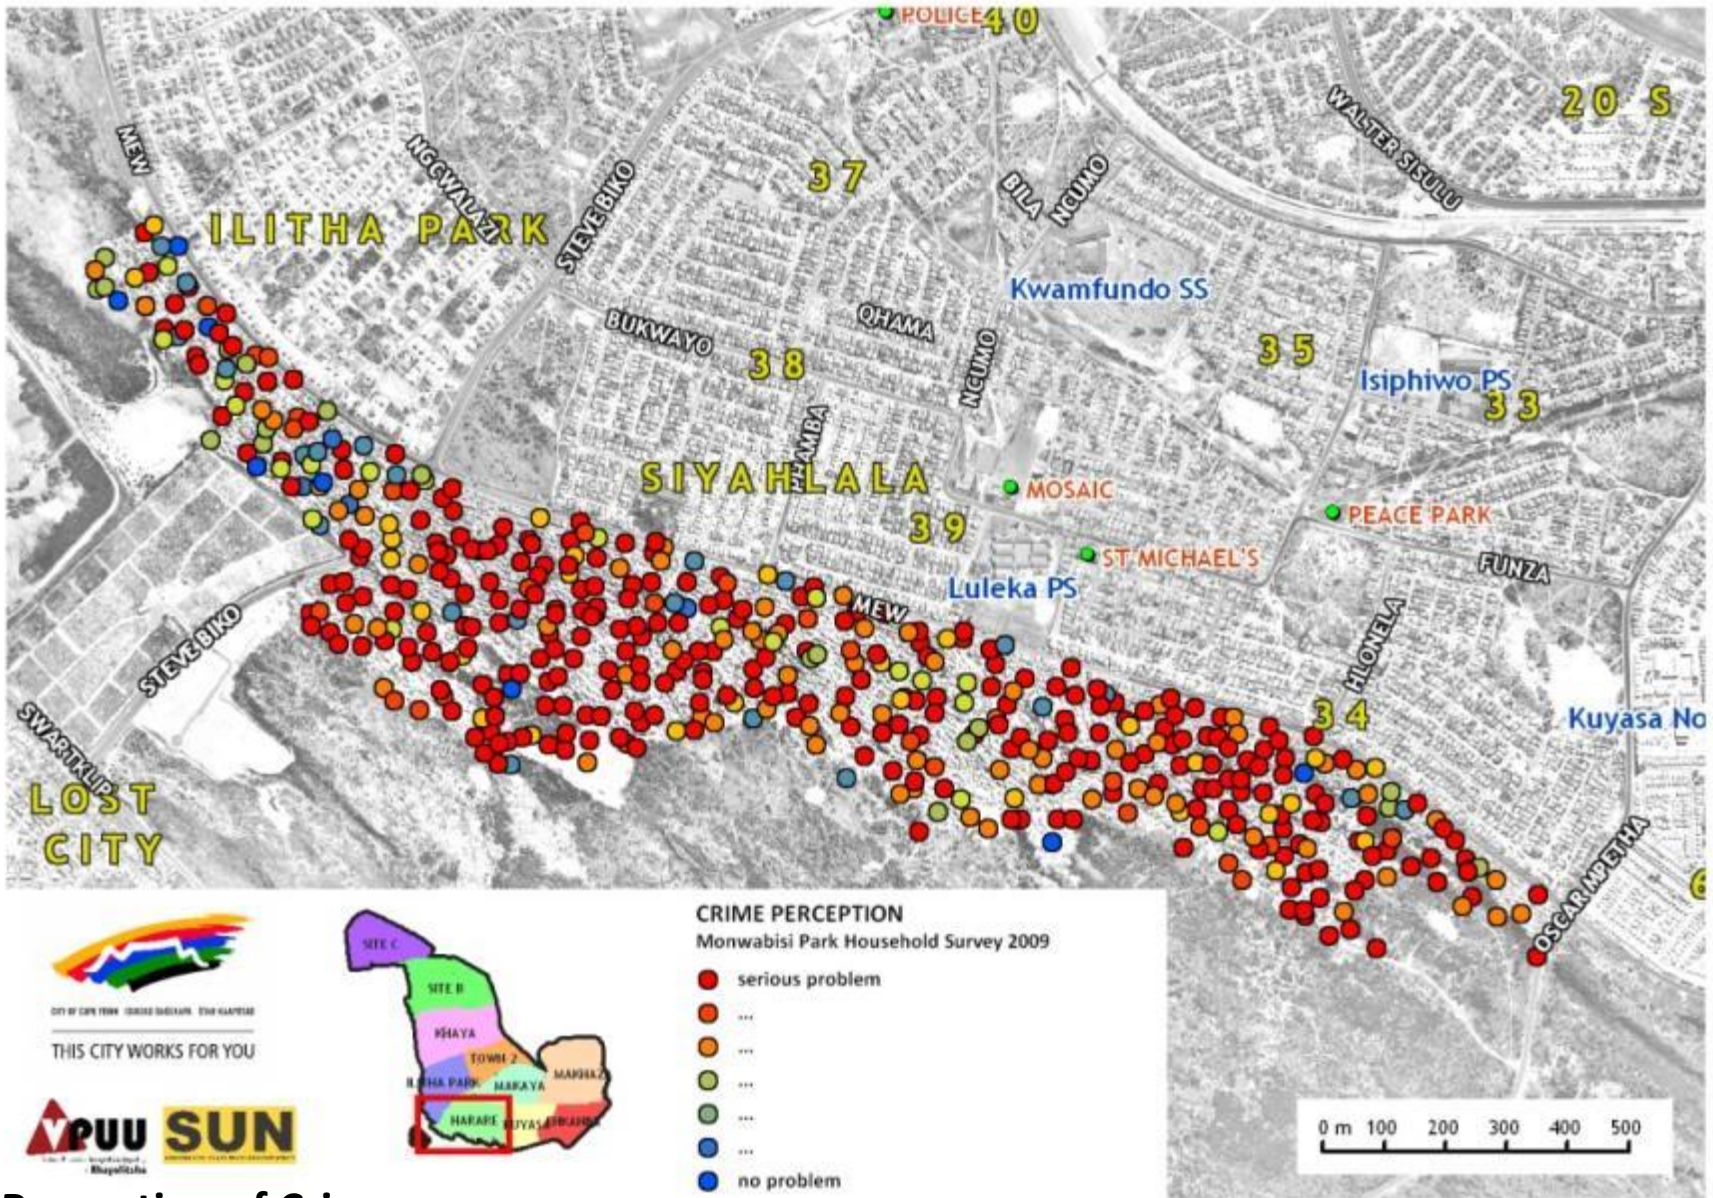 POLICE
40
20 S
MEW
NGCWALAZI
WALTER SISULU
37
STEVE BIKO
BILA
NCUMO
ILITHA PARK
Kwamfundo SS
BUKWAYO
QHAMA
35
38
NCUMO
Isiphiwo PS
33
SIYAHLALA
MOSAIC
39
PEACE PARK
ST MICHAEL'S
FUNZA
Luleka PS
MEW
STEVE BIKO
HLONELA
SWARTKLIP
34
Kuyasa No
LOST
CITY
OSCAR MPETHA
6
THIS CITY WORKS FOR YOU
VPUU
Khayelitsha
SUN
SITE C
SITE B
KHAYA
TOWN 2
ILITHA PARK
MAKAYA
MAKHAZ
HARARE
KUYASA
CRIME PERCEPTION
Monwabisi Park Household Survey 2009
serious problem
...
...
...
...
...
no problem
0 m 100 200 300 400 500